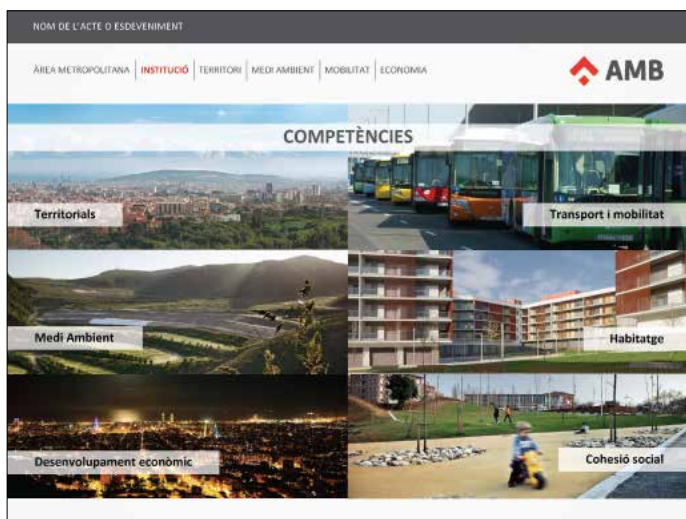 NOM DE L'ACTE O ESDEVENIMENT
ÀREA METROPOLITANA | INSTITUCIÓ | TERRITORI | MEDI AMBIENT | MOBILITAT | ECONOMIA
AMB
COMPETÈNCIES
Territorials
Transport i mobilitat
Medi Ambient
Habitatge
Desenvolupament econòmic
Cohesió social